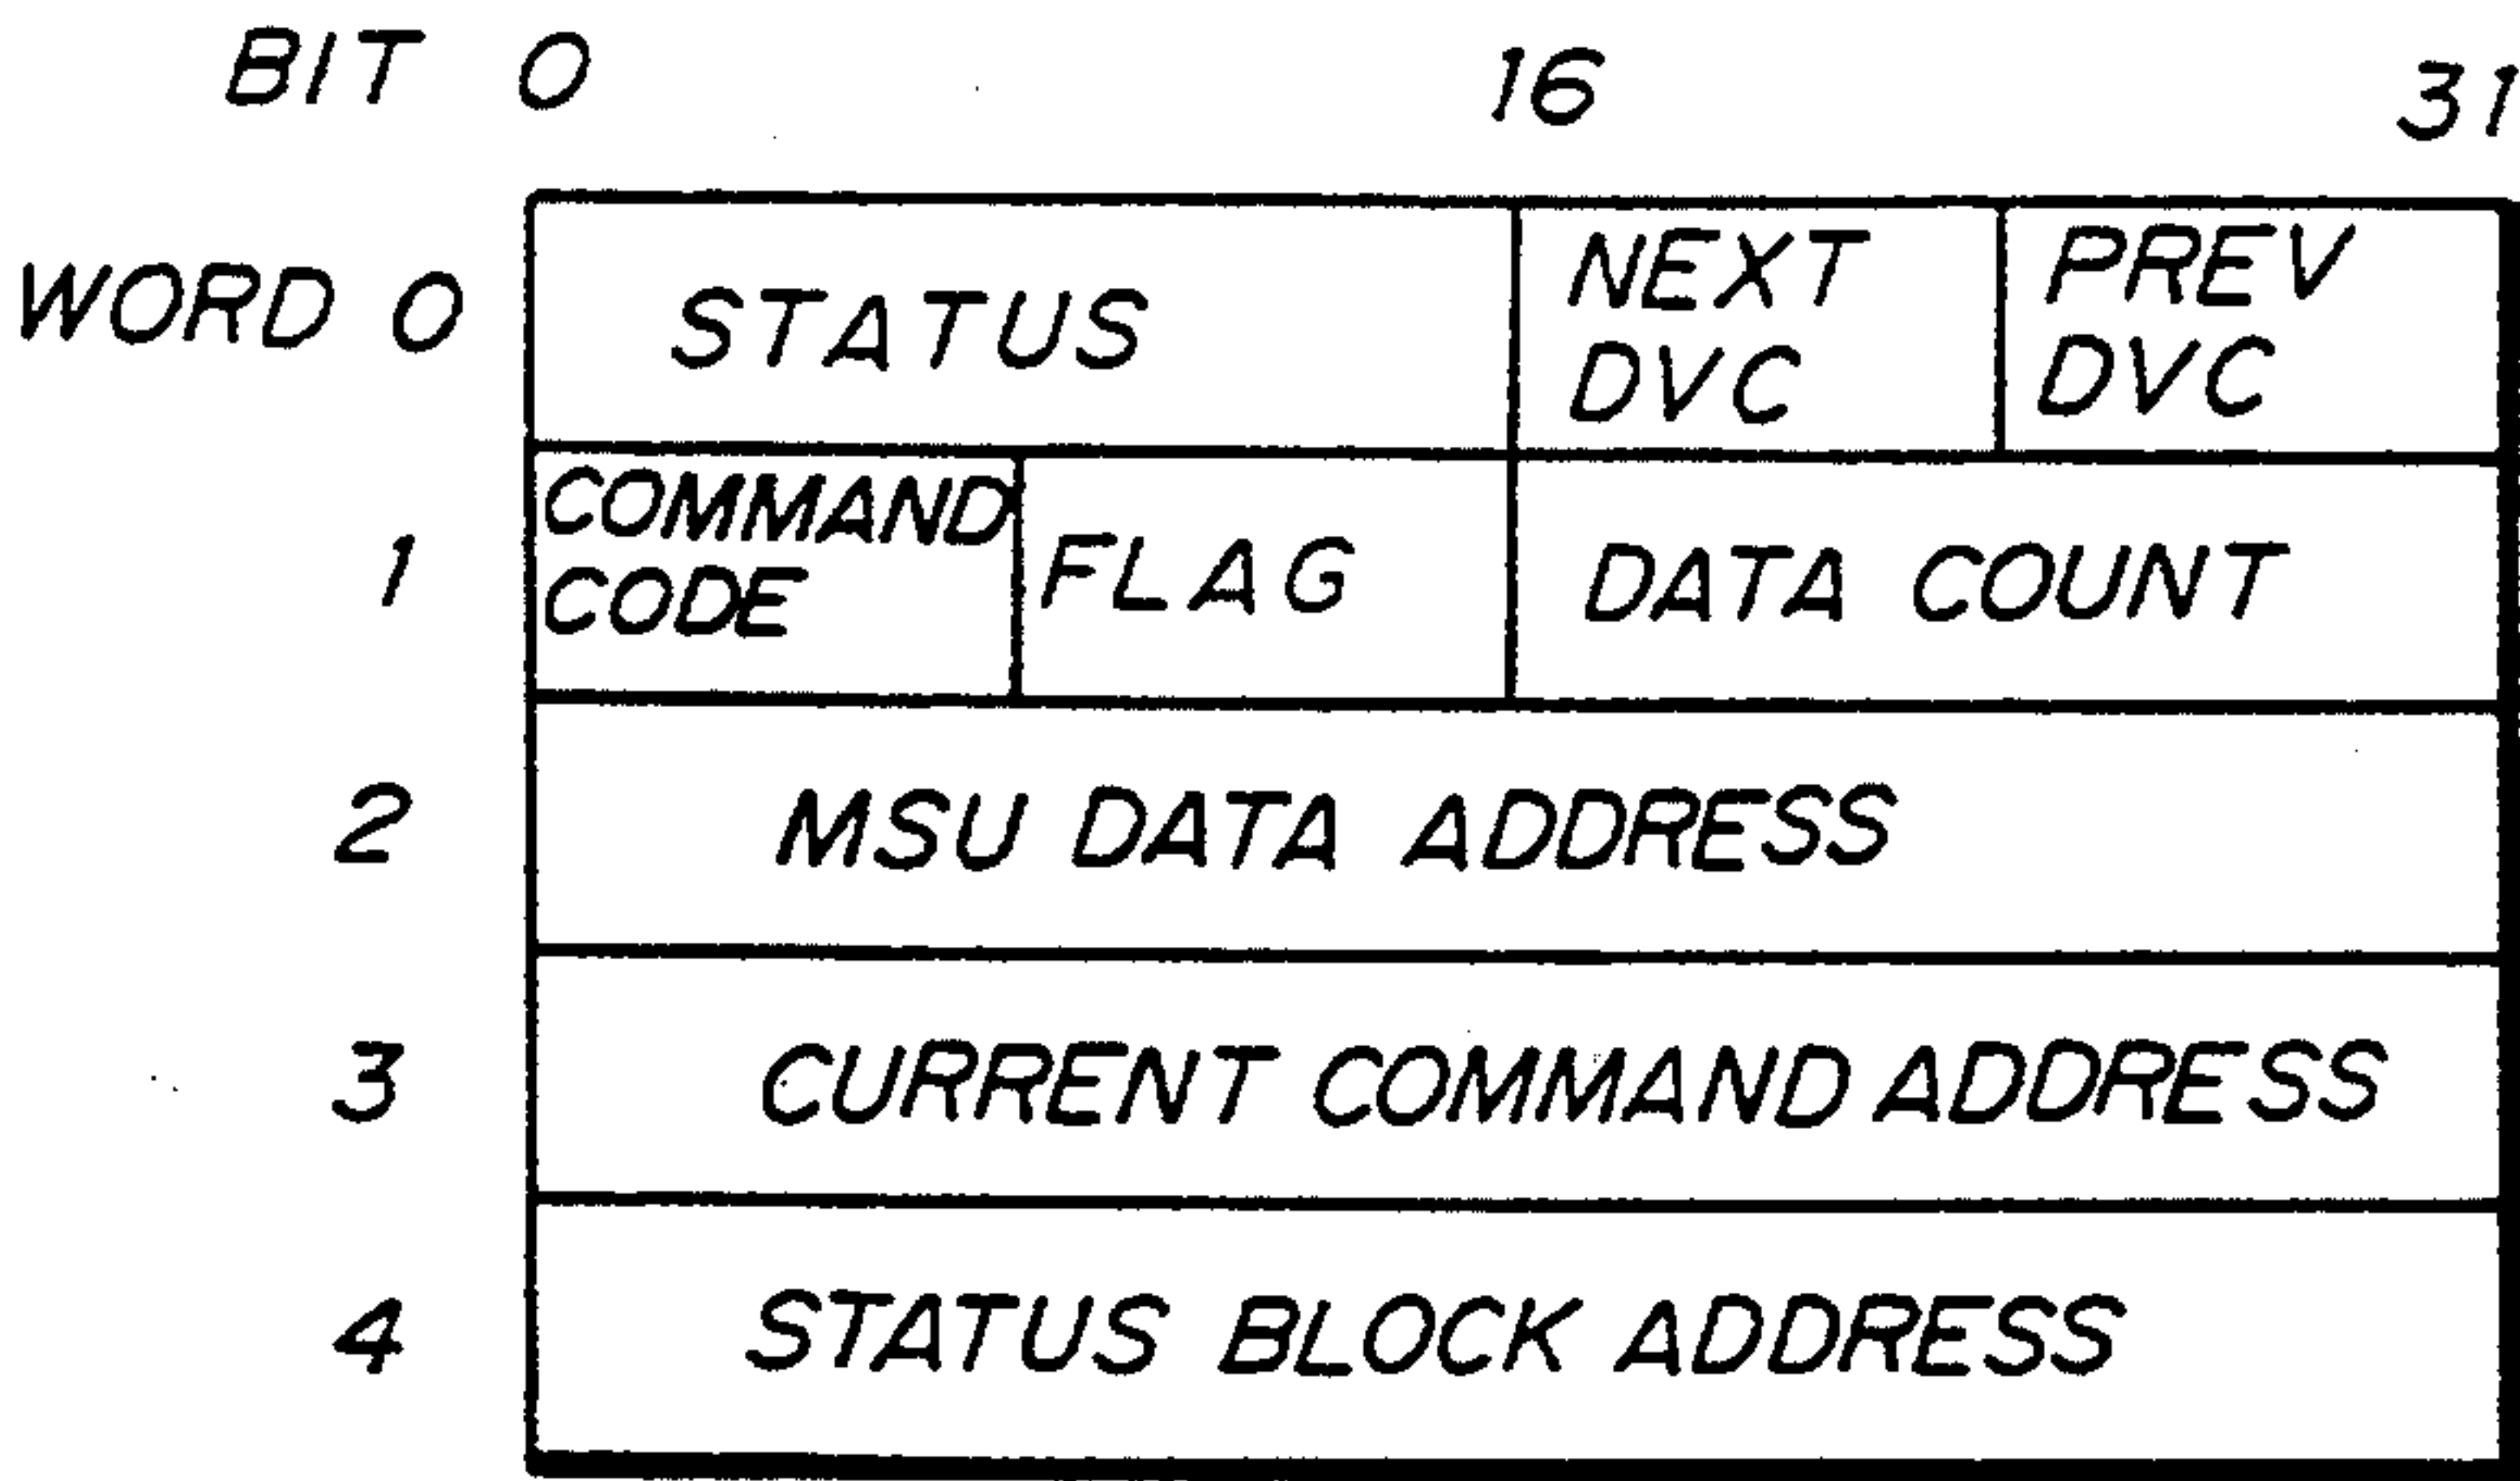 BIT 0 16 31
WORD 0 STATUS NEXT DVC PREV DVC
1 COMMAND CODE FLAG DATA COUNT
2 MSU DATA ADDRESS
3 CURRENT COMMAND ADDRESS
4 STATUS BLOCK ADDRESS